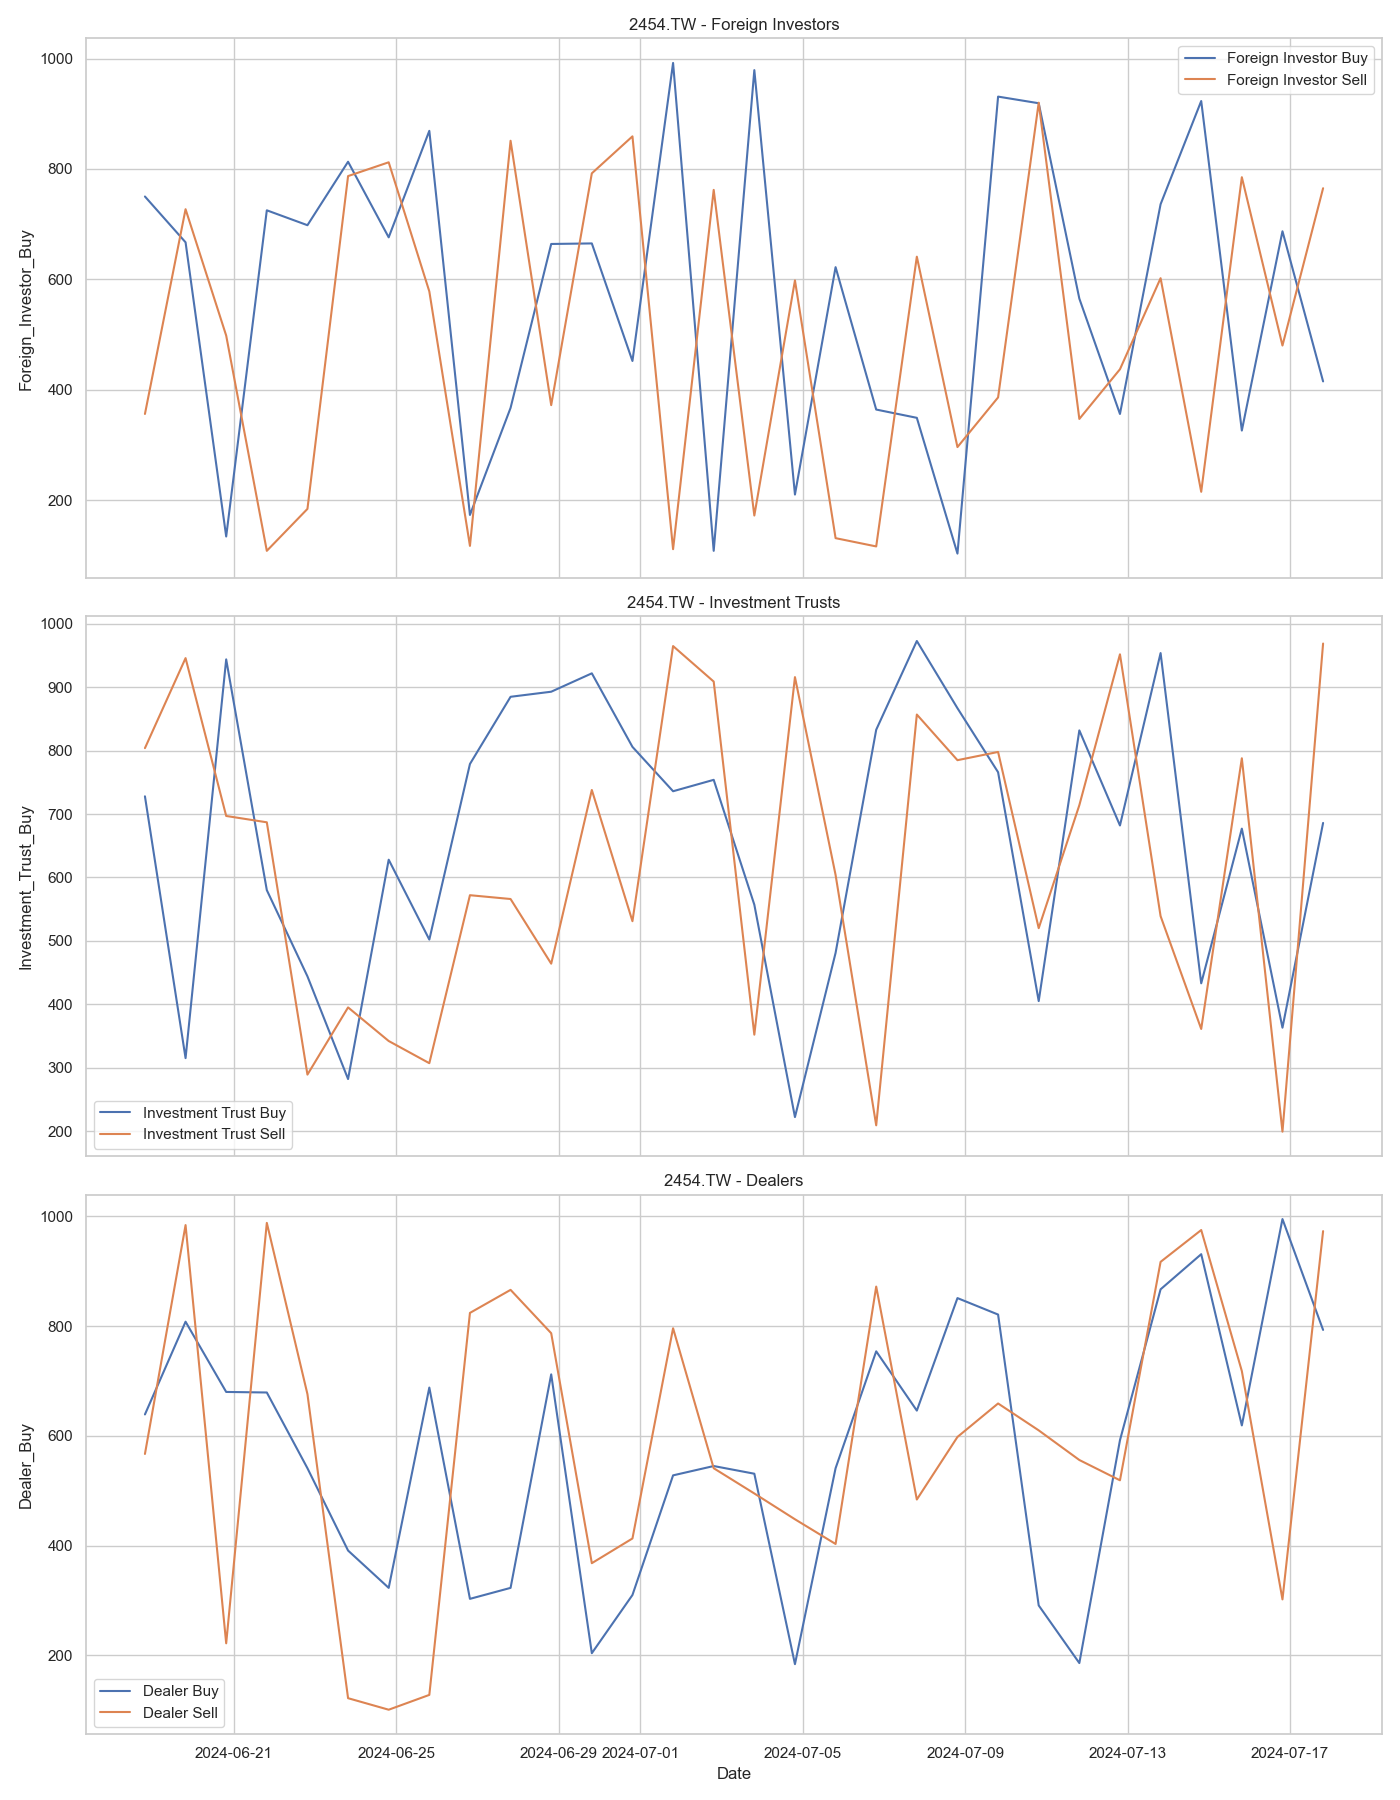 2454.TW - Foreign Investors
Foreign Investor Buy
Foreign Investor Sell
Foreign_Investor_Buy
1000
800
600
400
200
2454.TW - Investment Trusts
Investment_Trust_Buy
1000
900
800
700
600
500
400
300
200
Investment Trust Buy
Investment Trust Sell
2454.TW - Dealers
Dealer_Buy
1000
800
600
400
200
Dealer Buy
Dealer Sell
2024-06-21 2024-06-25 2024-06-29 2024-07-01 2024-07-05 2024-07-09 2024-07-13 2024-07-17
Date